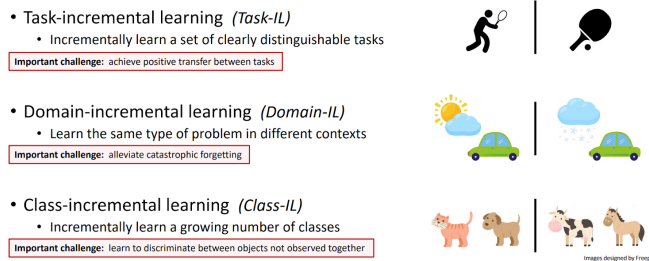 • Task-incremental learning (Task-IL)
• Incrementally learn a set of clearly distinguishable tasks
Important challenge: achieve positive transfer between tasks
• Domain-incremental learning (Domain-IL)
• Learn the same type of problem in different contexts
Important challenge: alleviate catastrophic forgetting
• Class-incremental learning (Class-IL)
• Incrementally learn a growing number of classes
Important challenge: learn to discriminate between objects not observed together
Images designed by Freep